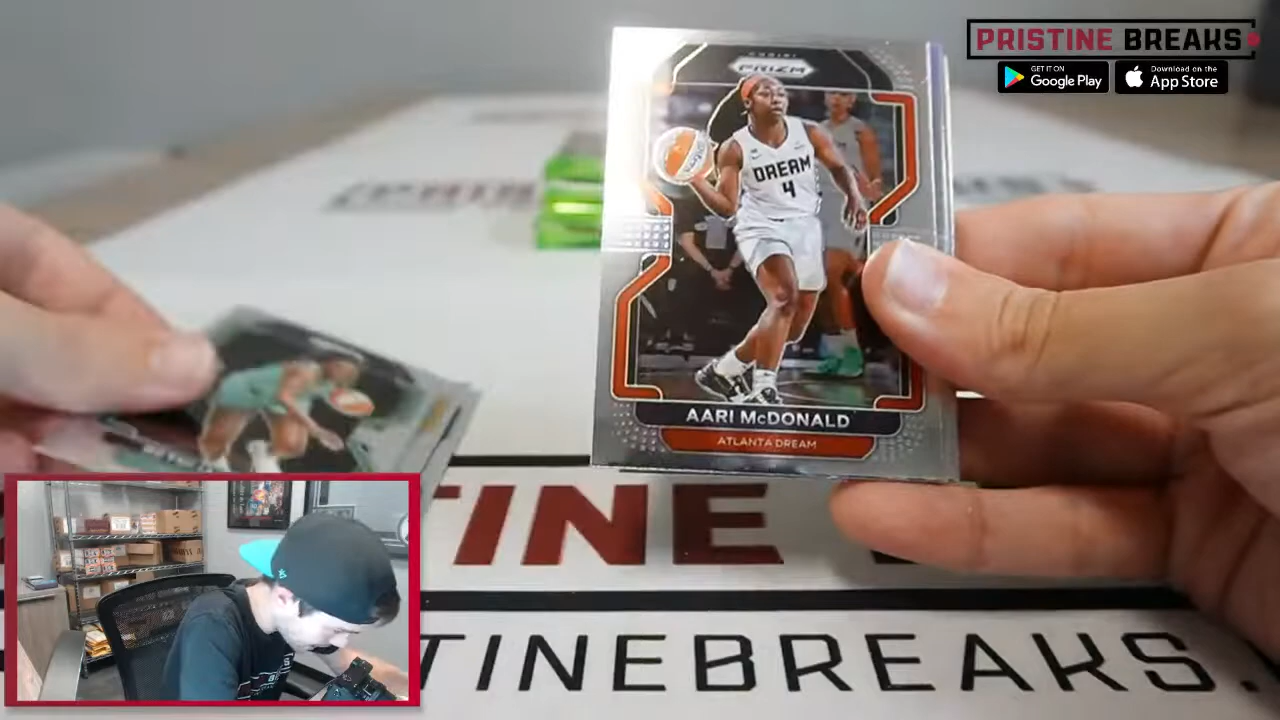 PRISTINE BREAKS
GET IT ON
Google Play
Download on the
App Store
PANINI
PRIZM
DREAM
4
AARI McDONALD
ATLANTA DREAM
TINE
TINEBREAKS.